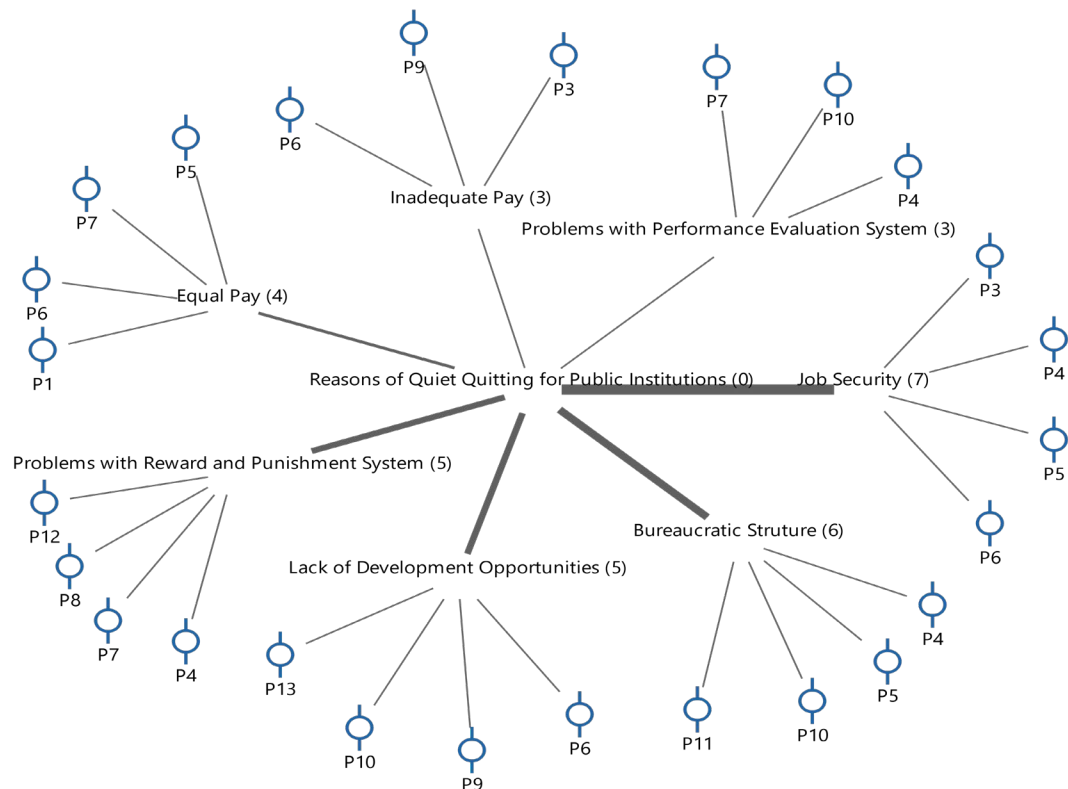 P9
P3
P6
P7
P10
P5
P4
P7
Inadequate Pay (3)
Problems with Performance Evaluation System (3)
P3
Equal Pay (4)
P6
P1
P4
Reasons of Quiet Quitting for Public Institutions (0)
Job Security (7)
P5
Problems with Reward and Punishment System (5)
P12
P8
P7
P4
Bureaucratic Struture (6)
P6
Lack of Development Opportunities (5)
P4
P5
P13
P10
P9
P6
P11
P10